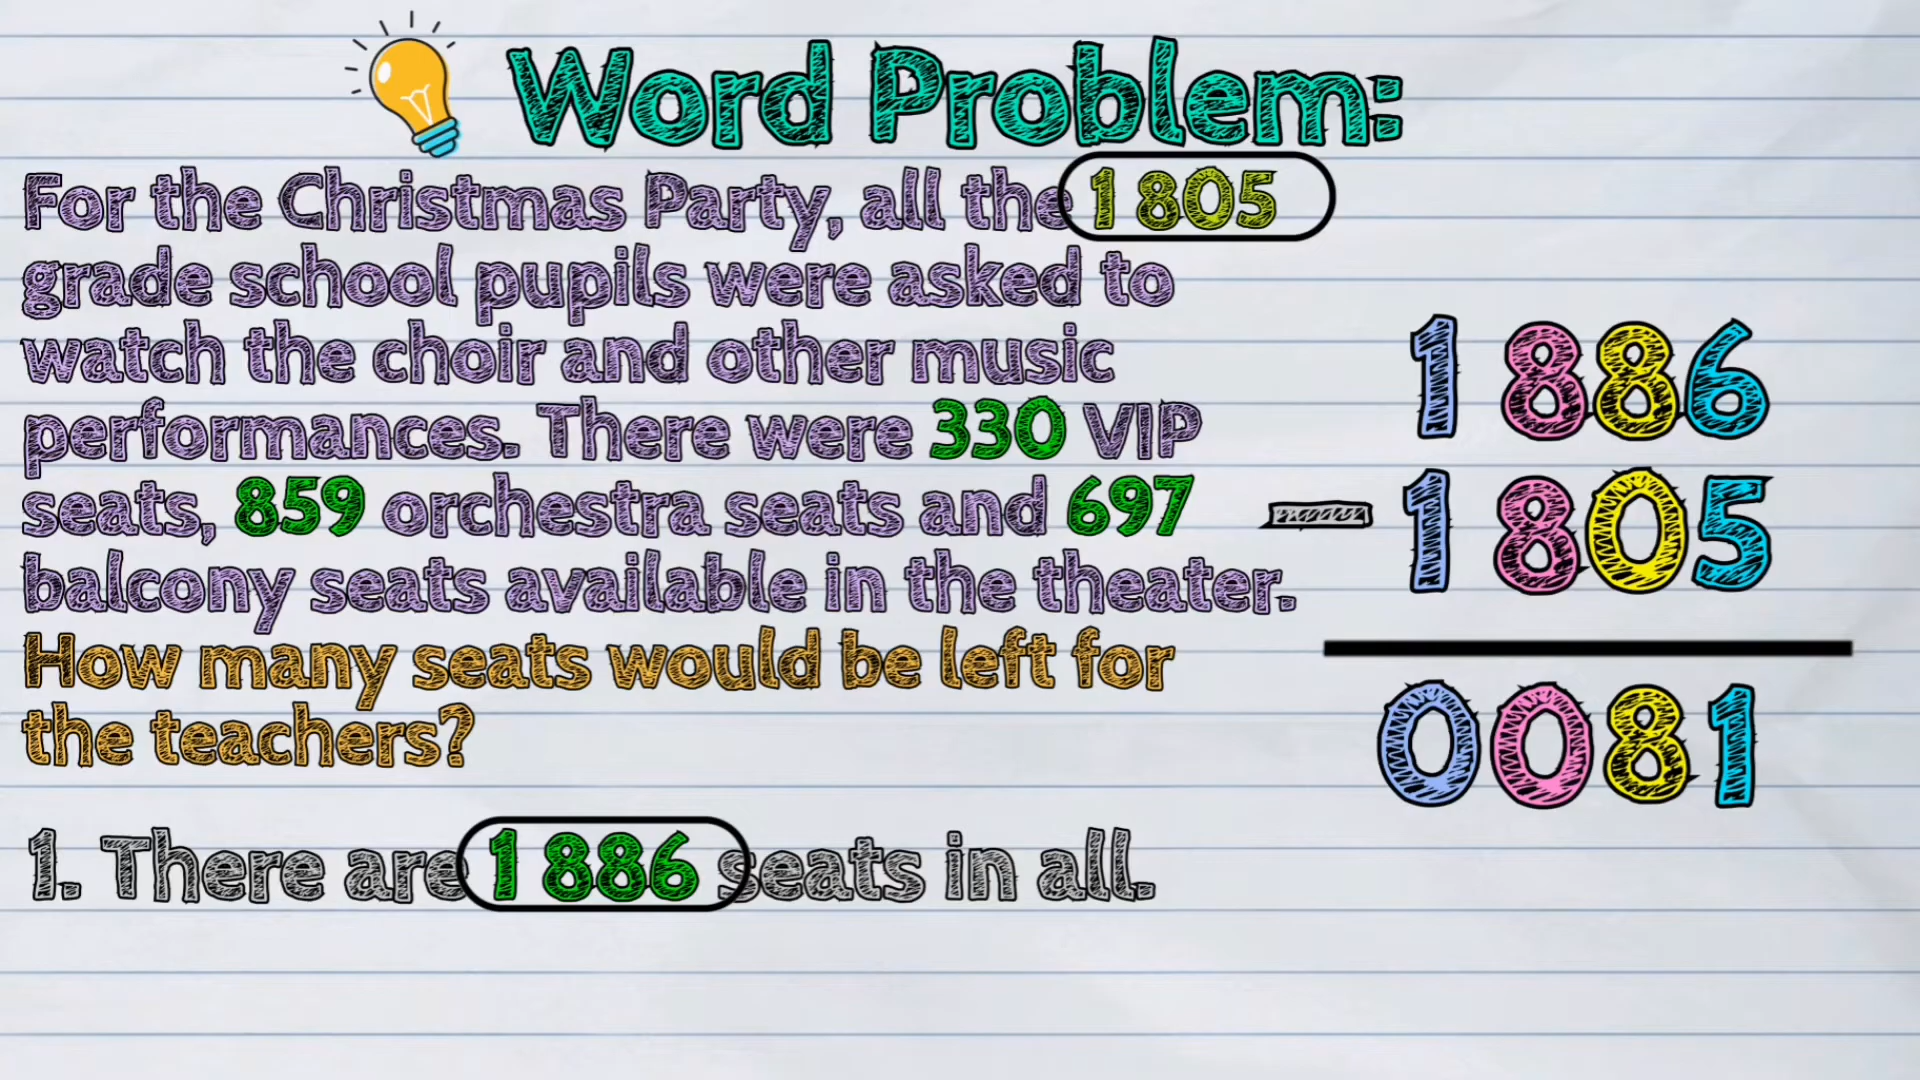 Word Problem:
For the Christmas Party, all the 1 805
grade school pupils were asked to
watch the choir and other music
performances. There were 330 VIP
seats, 859 orchestra seats and 697
balcony seats available in the theater.
How many seats would be left for
the teachers?
1. There are 1 886 seats in all.
1 886
— 1 805
0081